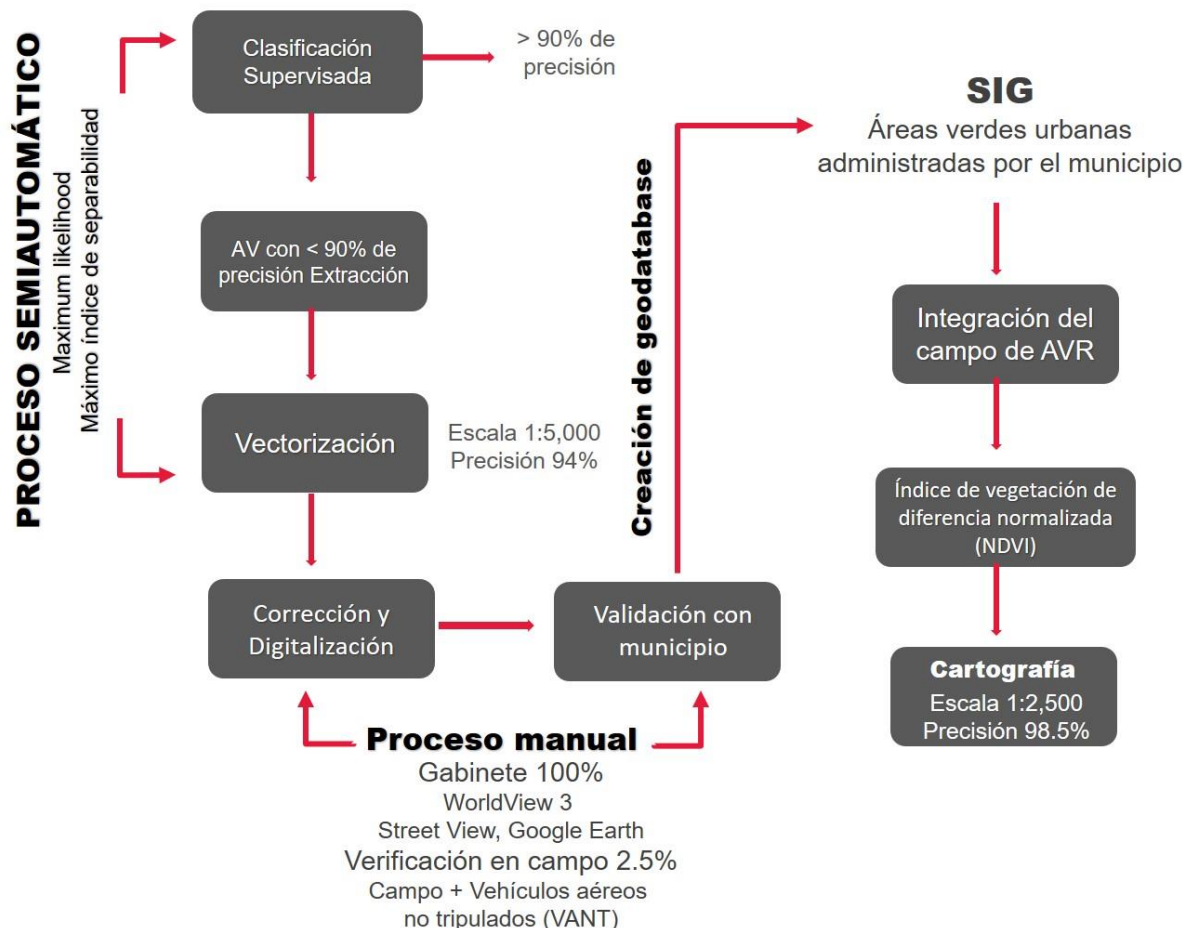 PROCESO SEMIAUTOMÁTICO
Maximum likelihood
Máximo índice de separabilidad
Clasificación
Supervisada
> 90% de
precisión
AV con < 90% de
precisión Extracción
Vectorización
Escala 1:5,000
Precisión 94%
Corrección y
Digitalización
Validación con
municipio
Proceso manual
Gabinete 100%
WorldView 3
Street View, Google Earth
Verificación en campo 2.5%
Campo + Vehículos aéreos
no tripulados (VANT)
Creación de geodatabase
SIG
Áreas verdes urbanas
administradas por el municipio
Integración del
campo de AVR
Índice de vegetación de
diferencia normalizada
(NDVI)
Cartografía
Escala 1:2,500
Precisión 98.5%